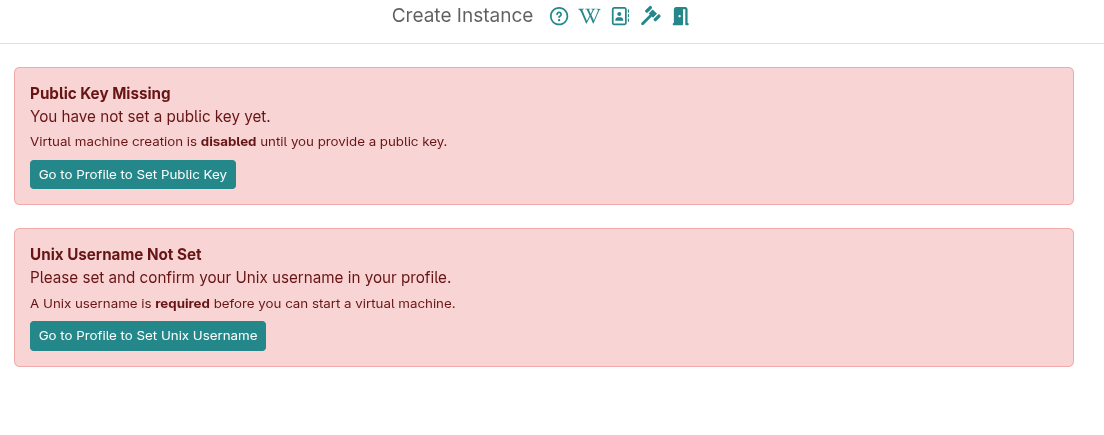 Create Instance
Public Key Missing
You have not set a public key yet.
Virtual machine creation is disabled until you provide a public key.
Go to Profile to Set Public Key
Unix Username Not Set
Please set and confirm your Unix username in your profile.
A Unix username is required before you can start a virtual machine.
Go to Profile to Set Unix Username